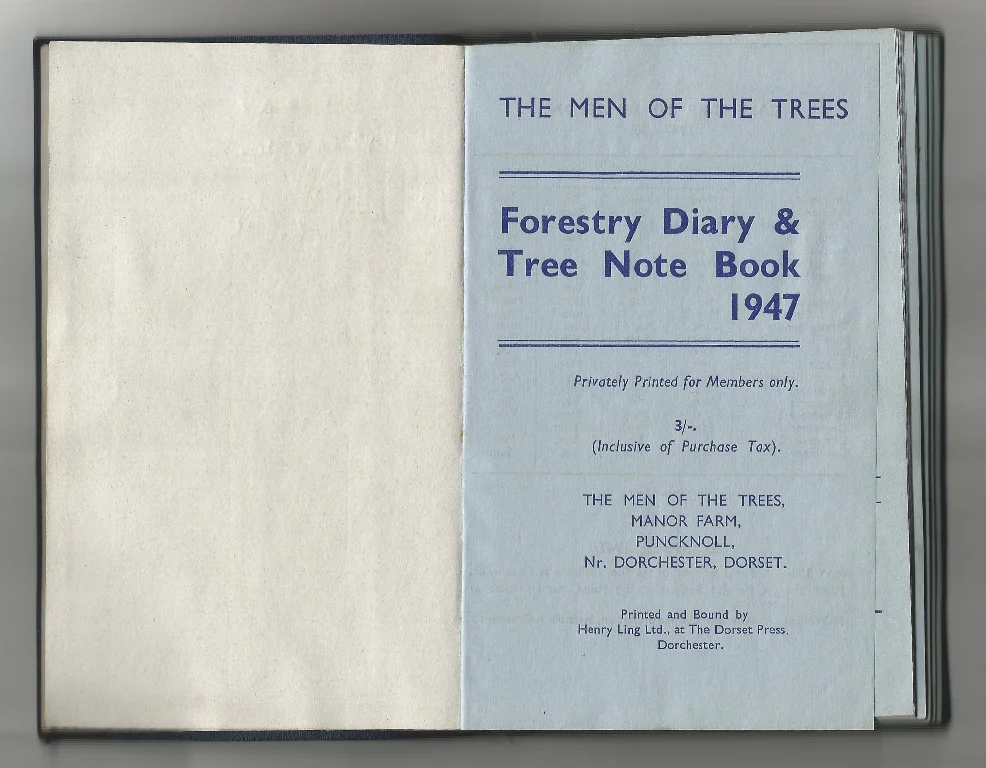 THE MEN OF THE TREES
Forestry Diary &
Tree Note Book
1947
Privately Printed for Members only.
3/-.
(Inclusive of Purchase Tax).
THE MEN OF THE TREES,
MANOR FARM,
PUNCKNOLL,
Nr. DORCHESTER, DORSET.
Printed and Bound by
Henry Ling Ltd., at The Dorset Press,
Dorchester.